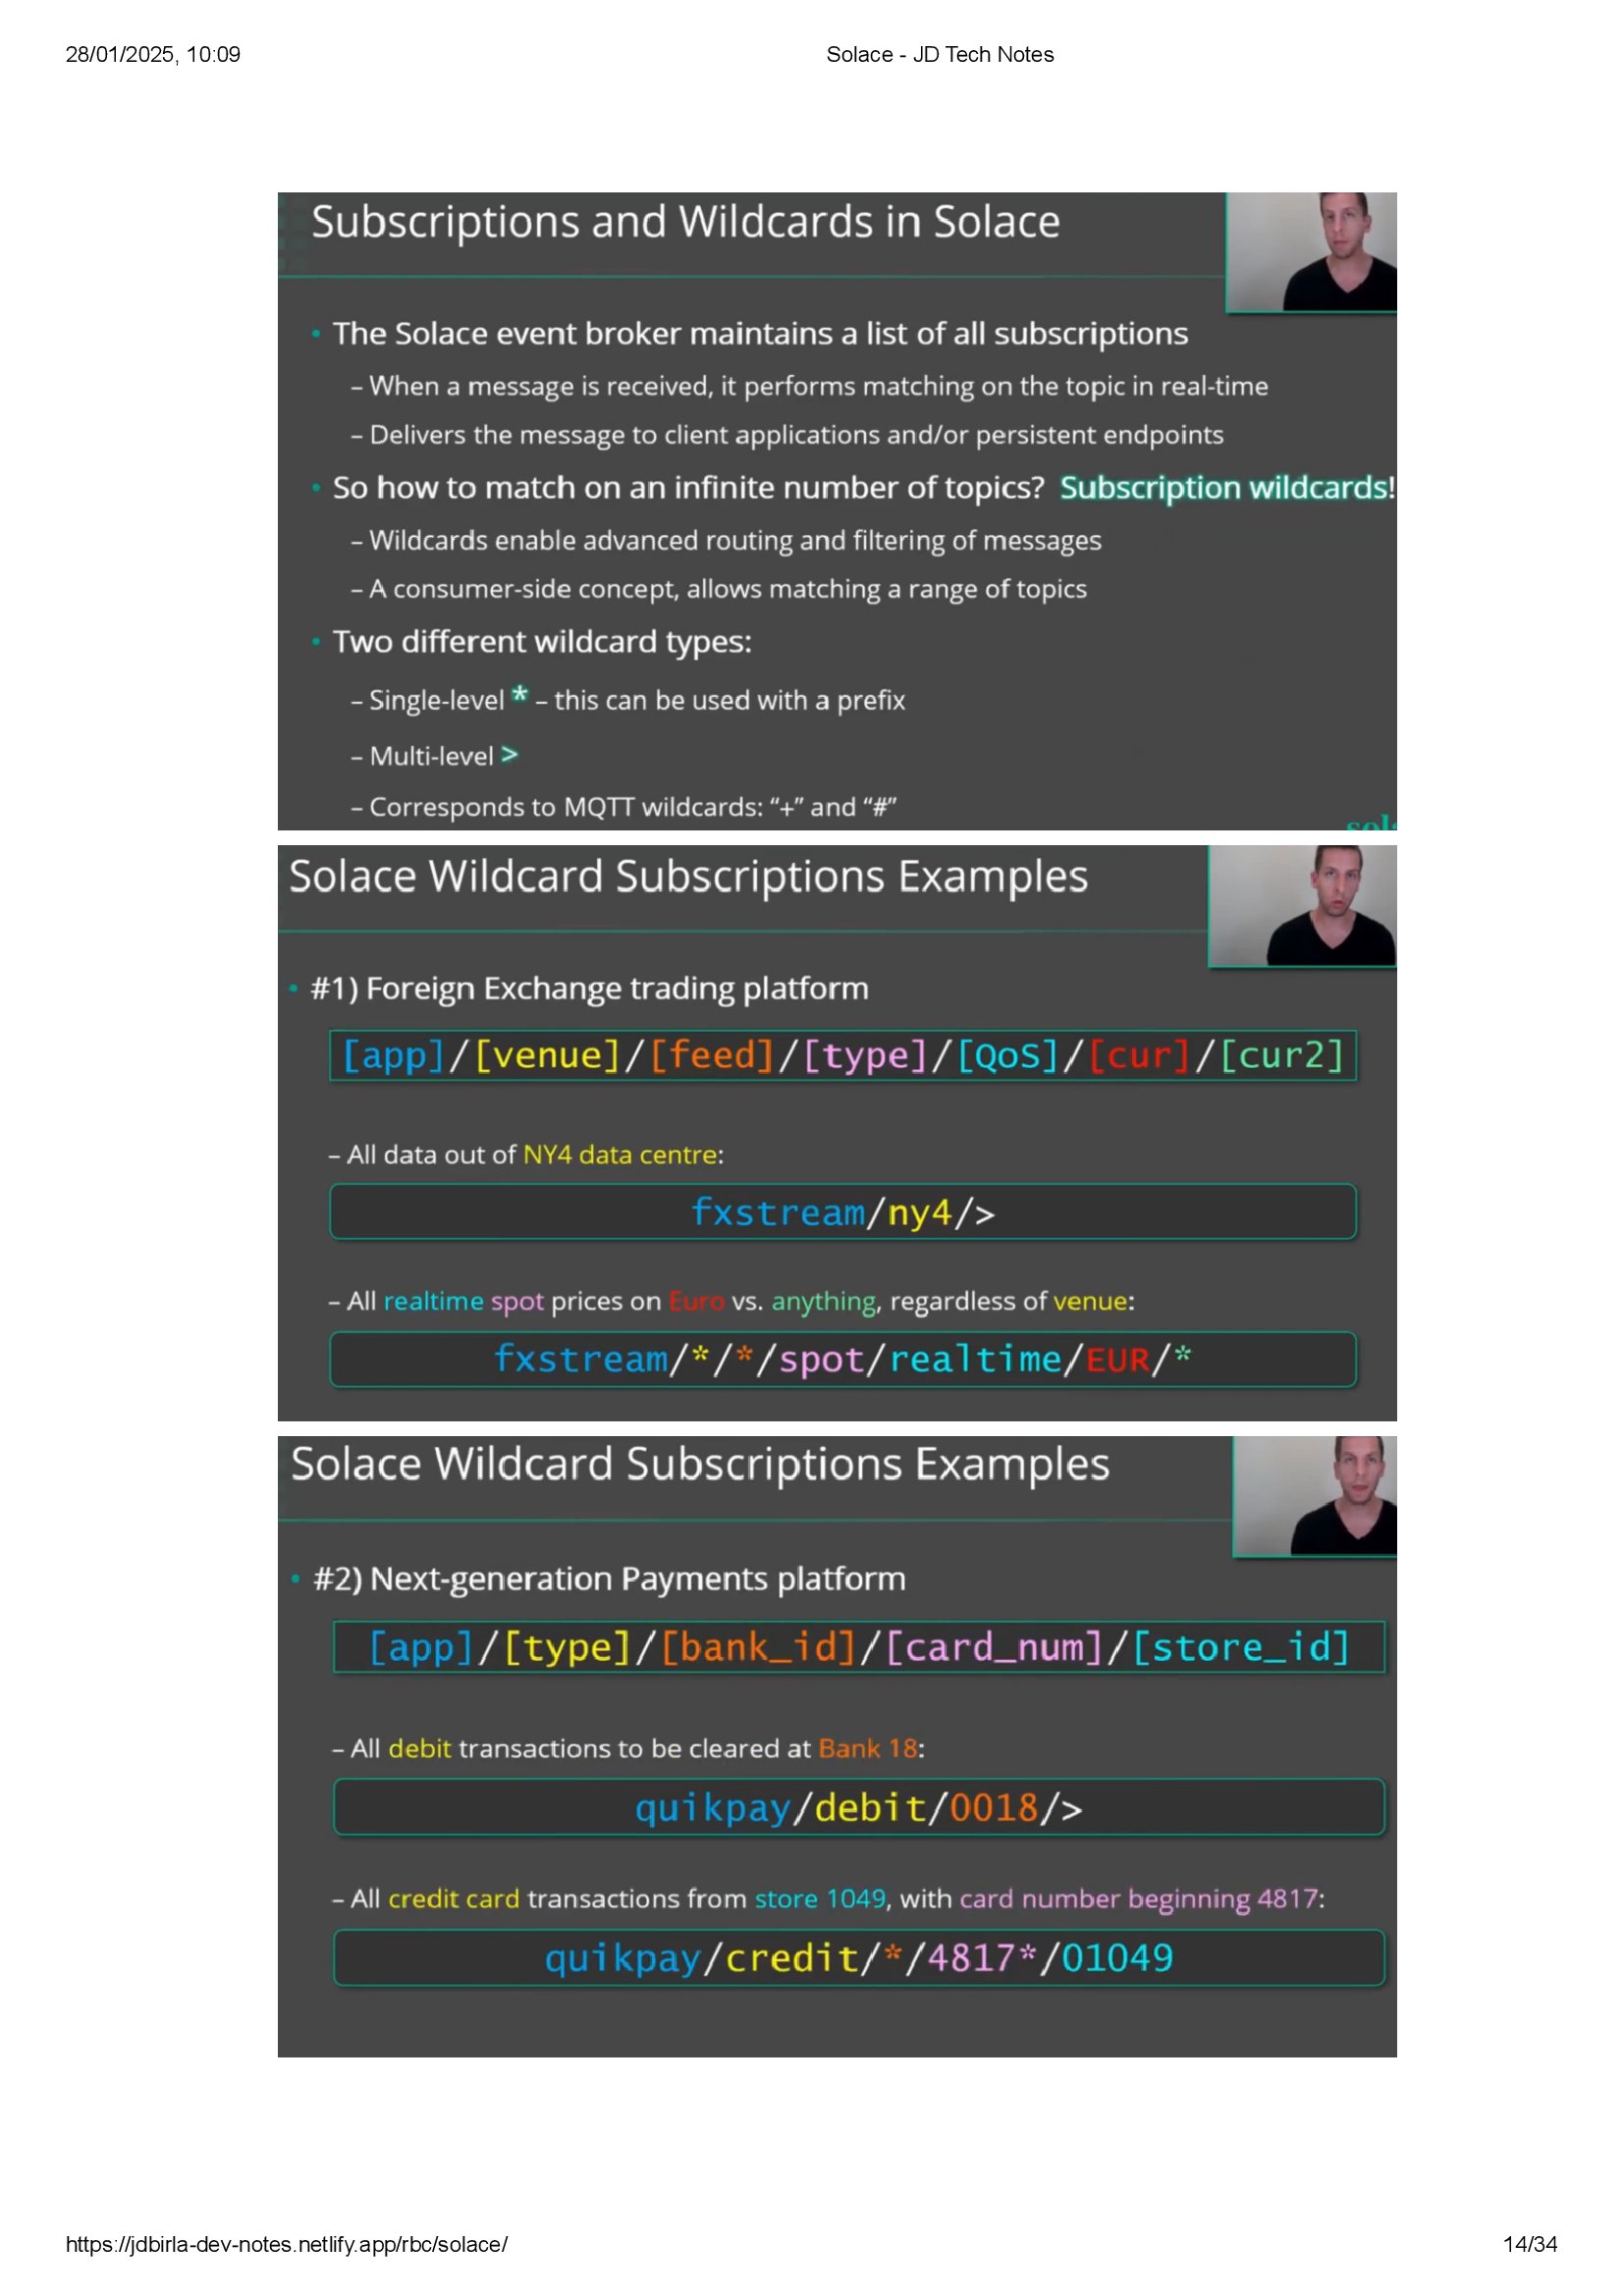 28/01/2025, 10:09
Solace - JD Tech Notes
Subscriptions and Wildcards in Solace
• The Solace event broker maintains a list of all subscriptions
– When a message is received, it performs matching on the topic in real-time
– Delivers the message to client applications and/or persistent endpoints
• So how to match on an infinite number of topics? Subscription wildcards!
– Wildcards enable advanced routing and filtering of messages
– A consumer-side concept, allows matching a range of topics
• Two different wildcard types:
– Single-level * – this can be used with a prefix
– Multi-level >
– Corresponds to MQTT wildcards: “+” and “#”
Solace Wildcard Subscriptions Examples
• #1) Foreign Exchange trading platform
[app]/[venue]/[feed]/[type]/[QoS]/[cur]/[cur2]
– All data out of NY4 data centre:
fxstream/ny4/>
– All realtime spot prices on Euro vs. anything, regardless of venue:
fxstream/*/*/spot/realtime/EUR/*
Solace Wildcard Subscriptions Examples
• #2) Next-generation Payments platform
[app]/[type]/[bank_id]/[card_num]/[store_id]
– All debit transactions to be cleared at Bank 18:
quikpay/debit/0018/>
– All credit card transactions from store 1049, with card number beginning 4817:
quikpay/credit/*/4817*/01049
https://jdbirla-dev-notes.netlify.app/rbc/solace/
14/34